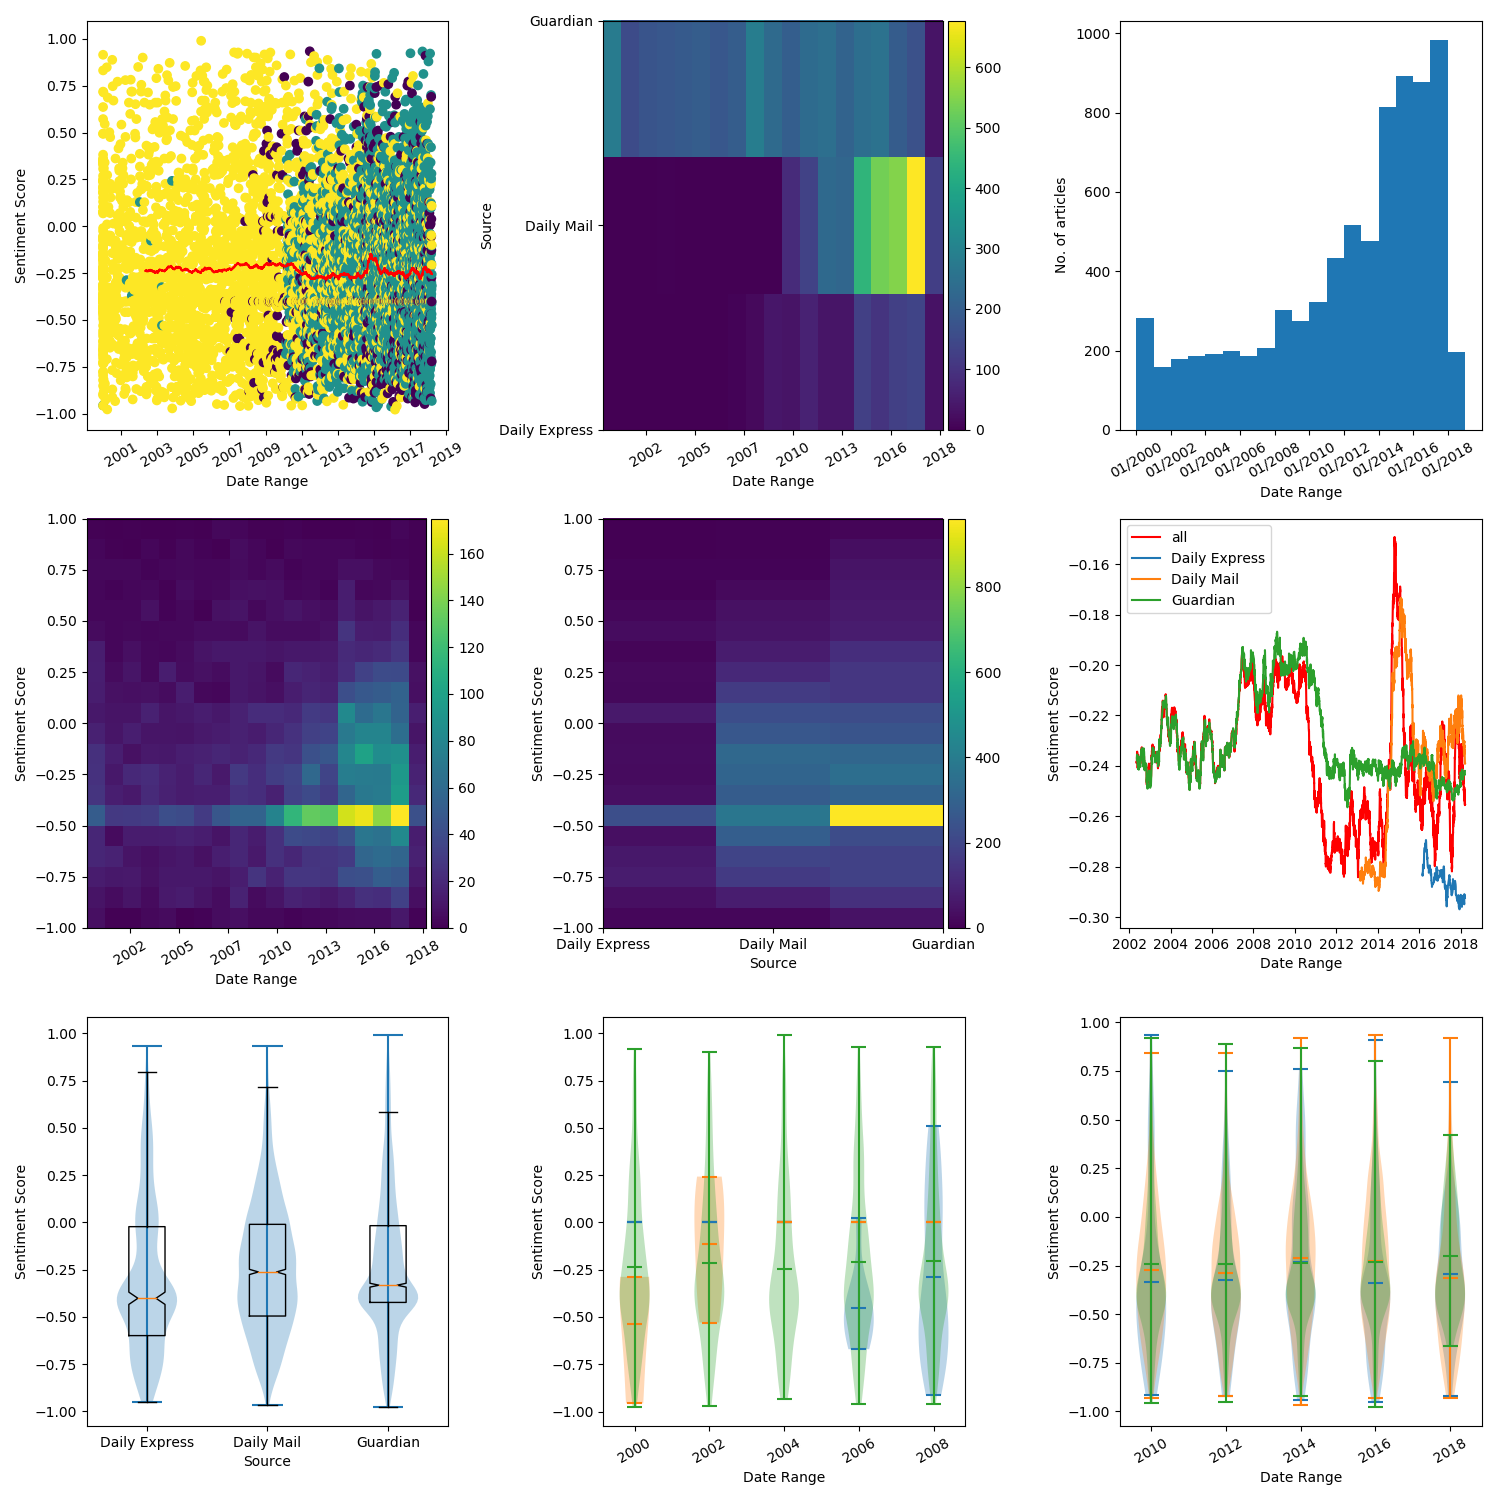 1.00
0.75
0.50
0.25
0.00
−0.25
−0.50
−0.75
−1.00
Sentiment Score
2001 2003 2005 2007 2009 2011 2013 2015 2017 2019
Date Range
Guardian
Daily Mail
Daily Express
Source
2002 2005 2007 2010 2013 2016 2018
Date Range
600
500
400
300
200
100
0
1000
800
600
400
200
0
No. of articles
01/2000 01/2002 01/2004 01/2006 01/2008 01/2010 01/2012 01/2014 01/2016 01/2018
Date Range
1.00
0.75
0.50
0.25
0.00
−0.25
−0.50
−0.75
−1.00
Sentiment Score
2002 2005 2007 2010 2013 2016 2018
Date Range
160
140
120
100
80
60
40
20
0
1.00
0.75
0.50
0.25
0.00
−0.25
−0.50
−0.75
−1.00
Sentiment Score
Daily Express Daily Mail Guardian
Source
800
600
400
200
0
all
Daily Express
Daily Mail
Guardian
−0.16
−0.18
−0.20
−0.22
−0.24
−0.26
−0.28
−0.30
Sentiment Score
2002 2004 2006 2008 2010 2012 2014 2016 2018
Date Range
1.00
0.75
0.50
0.25
0.00
−0.25
−0.50
−0.75
−1.00
Sentiment Score
Daily Express Daily Mail Guardian
Source
1.00
0.75
0.50
0.25
0.00
−0.25
−0.50
−0.75
−1.00
Sentiment Score
2000 2002 2004 2006 2008
Date Range
1.00
0.75
0.50
0.25
0.00
−0.25
−0.50
−0.75
−1.00
Sentiment Score
2010 2012 2014 2016 2018
Date Range